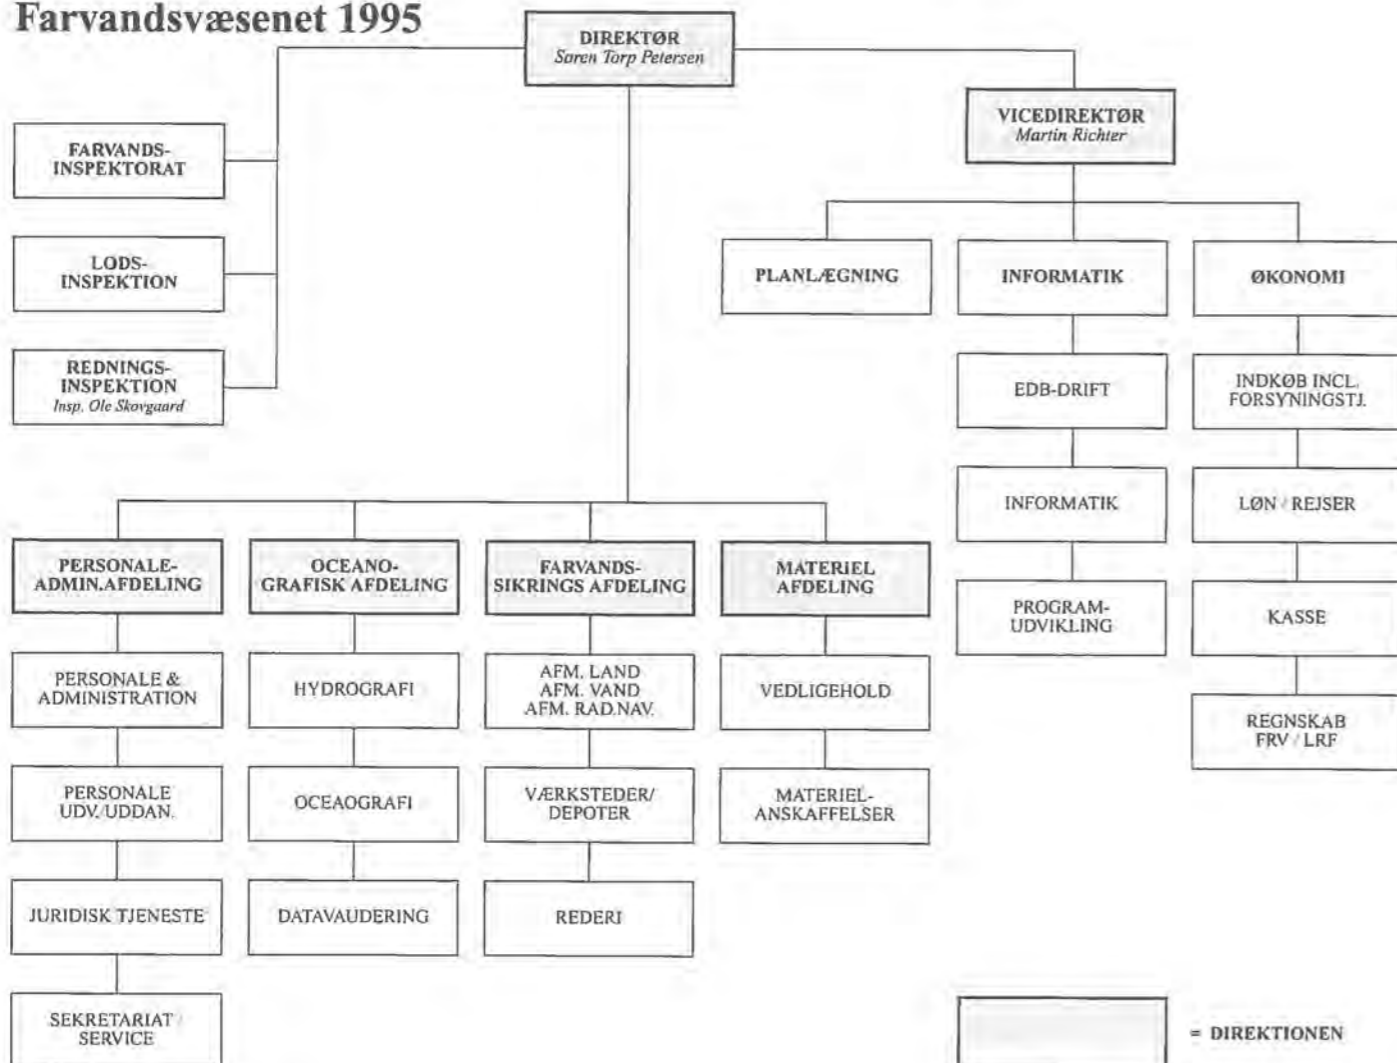 Farvandsvæsenet 1995
DIREKTØR
Søren Torp Petersen
VICEDIREKTØR
Martin Richter
FARVANDS-
INSPEKTORAT
LODS-
INSPEKTION
REDNINGS-
INSPEKTION
Insp. Ole Skovgaard
PLANLÆGNING
INFORMATIK
ØKONOMI
EDB-DRIFT
INDKØB INCL.
FORSYNINGSTJ.
INFORMATIK
LØN / REJSER
PROGRAM-
UDVIKLING
KASSE
REGNSKAB
FRV / LRF
PERSONALE-
ADMIN.AFDELING
OCEANO-
GRAFISK AFDELING
FARVANDS-
SIKRINGS AFDELING
MATERIEL
AFDELING
PERSONALE &
ADMINISTRATION
HYDROGRAFI
AFM. LAND
AFM. VAND
AFM. RAD.NAV.
VEDLIGEHOLD
PERSONALE
UDV./UDDAN.
OCEAOGRAFI
VÆRKSTEDER/
DEPOTER
MATERIEL-
ANSKAFFELSER
JURIDISK TJENESTE
DATAVAUDERING
REDERI
SEKRETARIAT /
SERVICE
= DIREKTIONEN